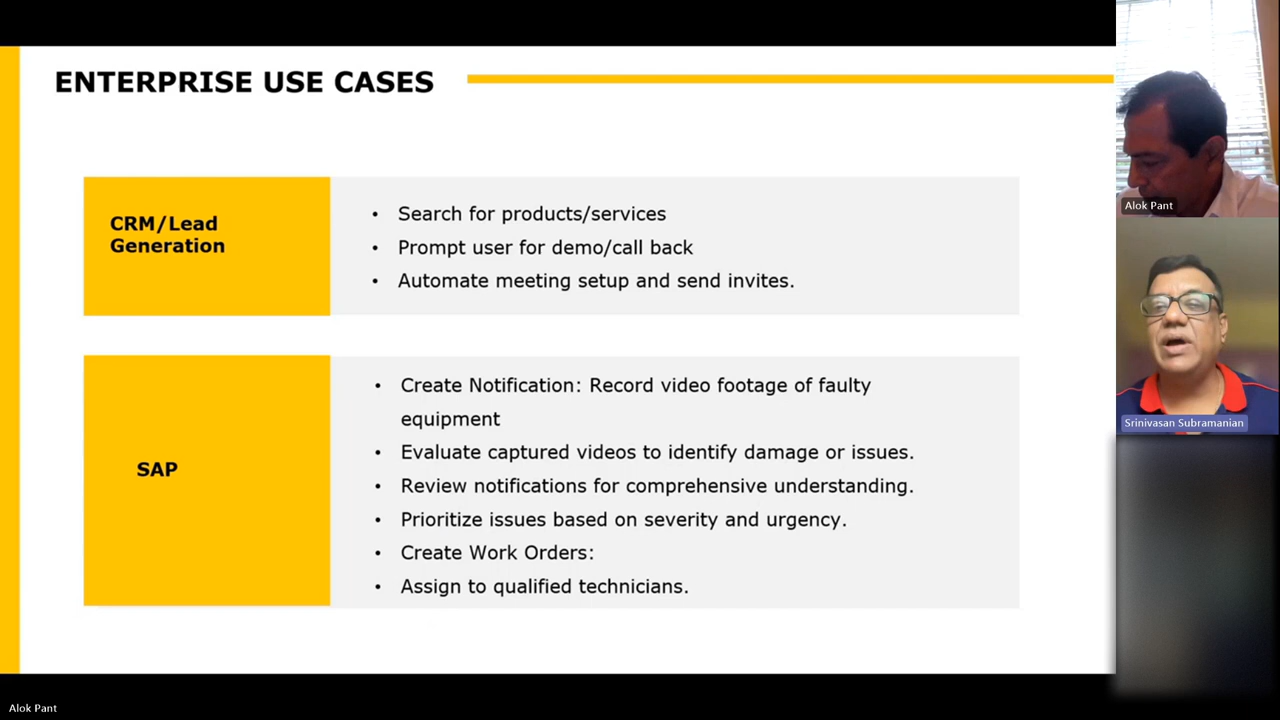 ENTERPRISE USE CASES
CRM/Lead
Generation
• Search for products/services
• Prompt user for demo/call back
• Automate meeting setup and send invites.
SAP
• Create Notification: Record video footage of faulty
equipment
• Evaluate captured videos to identify damage or issues.
• Review notifications for comprehensive understanding.
• Prioritize issues based on severity and urgency.
• Create Work Orders:
• Assign to qualified technicians.
Alok Pant
Srinivasan Subramanian
Alok Pant